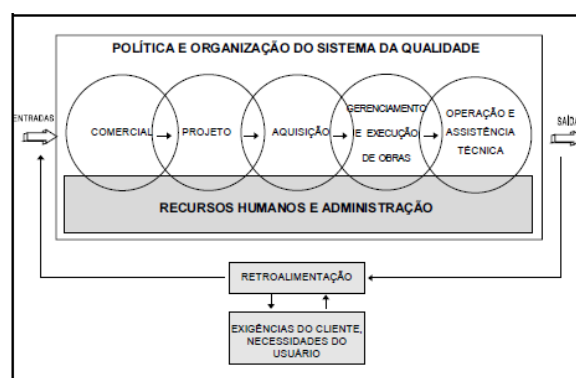 POLÍTICA E ORGANIZAÇÃO DO SISTEMA DA QUALIDADE
ENTRADAS
COMERCIAL
PROJETO
AQUISIÇÃO
GERENCIAMENTO
E EXECUÇÃO
DE OBRAS
OPERAÇÃO E
ASSISTÊNCIA
TÉCNICA
SAÍDA
RECURSOS HUMANOS E ADMINISTRAÇÃO
RETROALIMENTAÇÃO
EXIGÊNCIAS DO CLIENTE,
NECESSIDADES DO
USUÁRIO